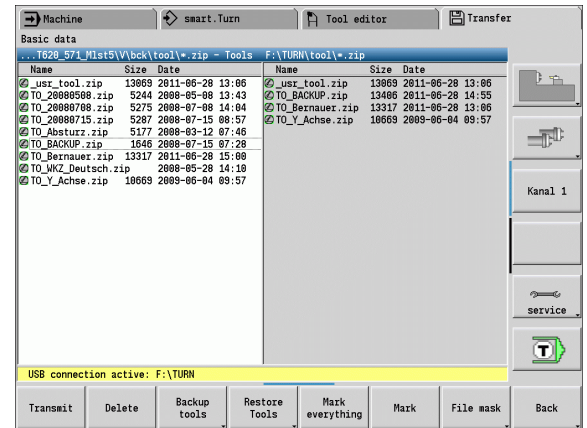 Machine smart.Turn Tool editor Transfer
Basic data
...T620_571_Mlst5\V\bck\tool\*.zip - Tools F:\TURN\tool\*.zip
Name Size Date Name Size Date
_usr_tool.zip 13069 2011-06-28 13:06 _usr_tool.zip 13069 2011-06-28 13:06
TO_20080508.zip 5244 2008-05-08 13:43 TO_BACKUP.zip 13406 2011-06-28 14:55
TO_20080708.zip 5275 2008-07-08 14:04 TO_Bernauer.zip 13317 2011-06-28 13:06
TO_20080715.zip 5287 2008-07-15 08:57 TO_Y_Achse.zip 10669 2009-06-04 09:57
TO_Absturz.zip 5177 2008-03-12 07:46
TO_BACKUP.zip 1646 2008-07-15 07:28
TO_Bernauer.zip 13317 2011-06-28 15:00
TO_WKZ_Deutsch.zip 2008-05-28 14:10
TO_Y_Achse.zip 10669 2009-06-04 09:57
Kanal 1
service
T
USB connection active: F:\TURN
Transmit Delete Backup tools Restore Tools Mark everything Mark File mask Back